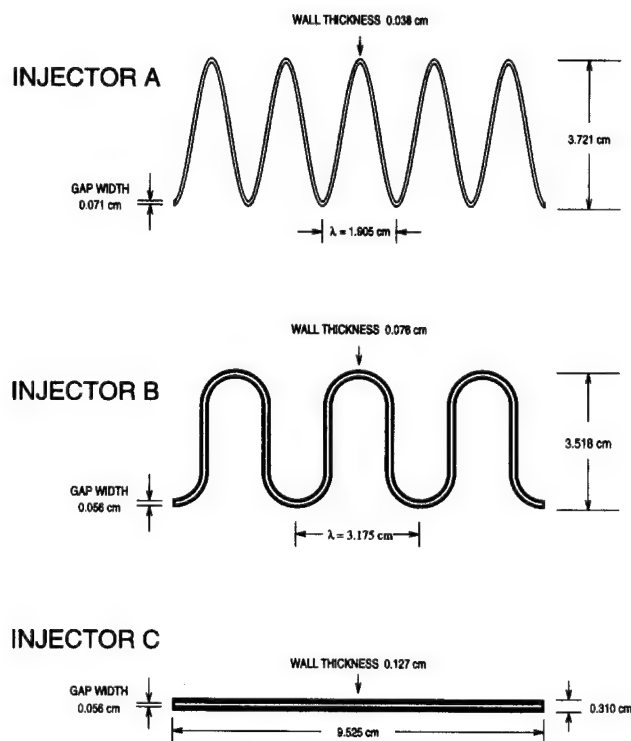 WALL THICKNESS 0.038 cm
INJECTOR A
3.721 cm
GAP WIDTH
0.071 cm
λ = 1.905 cm
WALL THICKNESS 0.076 cm
INJECTOR B
3.518 cm
GAP WIDTH
0.056 cm
λ = 3.175 cm
INJECTOR C
WALL THICKNESS 0.127 cm
GAP WIDTH
0.056 cm
0.310 cm
9.525 cm